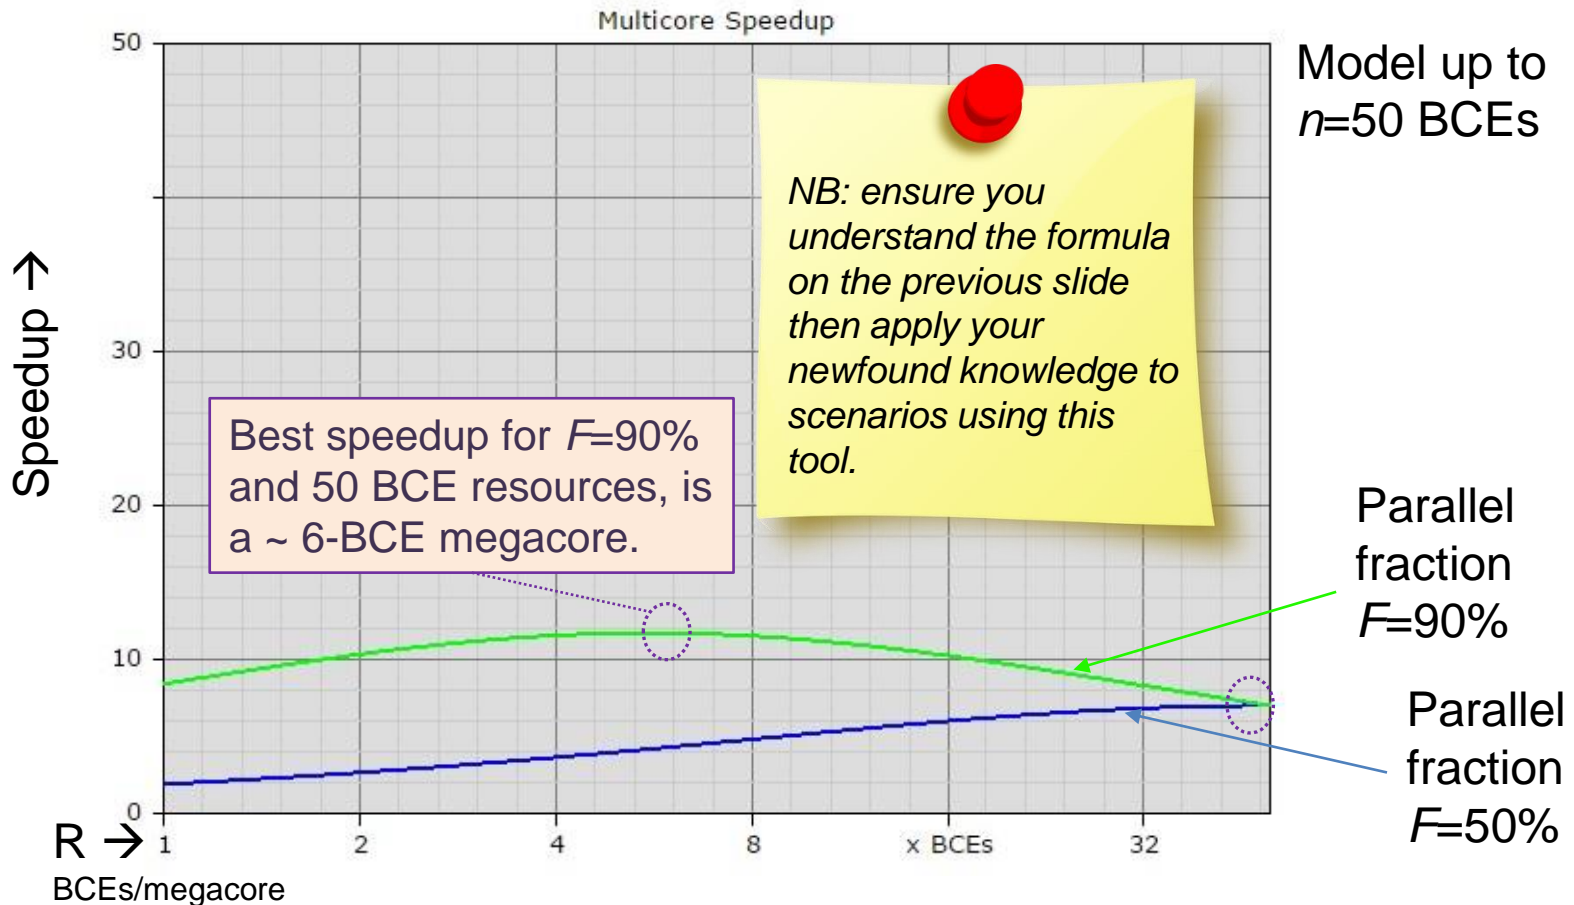 Multicore Speedup
50
30
20
10
0
Speedup →
Model up to
n=50 BCEs
NB: ensure you
understand the formula
on the previous slide
then apply your
newfound knowledge to
scenarios using this
tool.
Best speedup for F=90%
and 50 BCE resources, is
a ~ 6-BCE megacore.
Parallel
fraction
F=90%
Parallel
fraction
F=50%
R → 1 2 4 8 x BCEs 32
BCEs/megacore